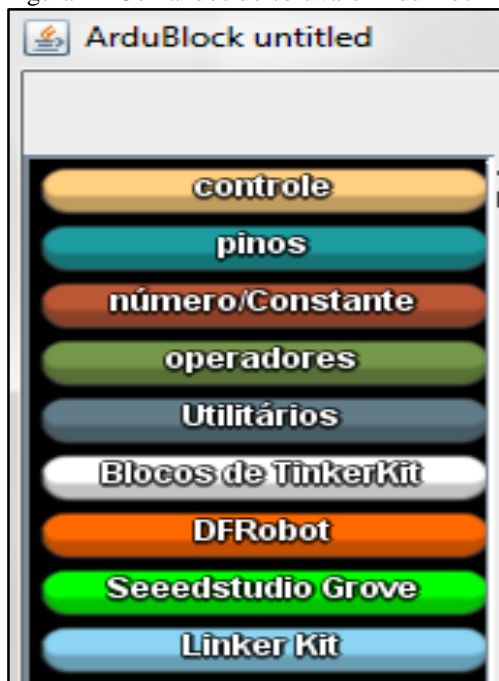 ArduBlock untitled
controle
pinos
número/Constante
operadores
Utilitários
Blocos de TinkerKit
DFRobot
Seeedstudio Grove
Linker Kit